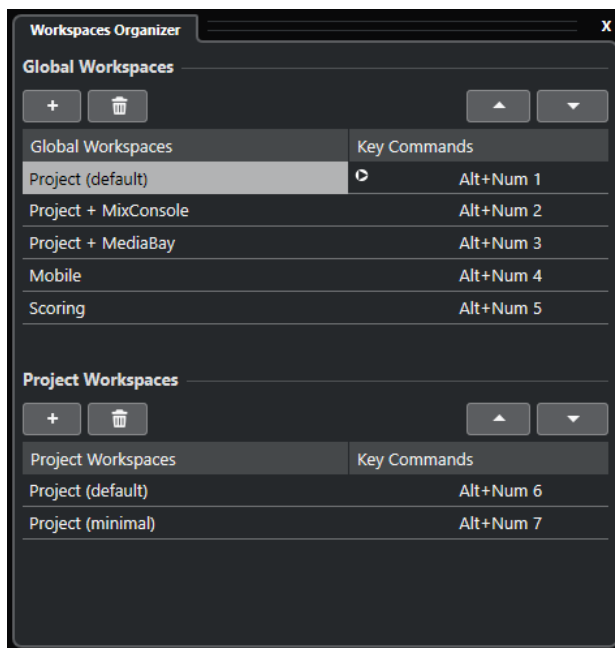 Workspaces Organizer X
Global Workspaces
Global Workspaces Key Commands
Project (default) Alt+Num 1
Project + MixConsole Alt+Num 2
Project + MediaBay Alt+Num 3
Mobile Alt+Num 4
Scoring Alt+Num 5
Project Workspaces
Project Workspaces Key Commands
Project (default) Alt+Num 6
Project (minimal) Alt+Num 7